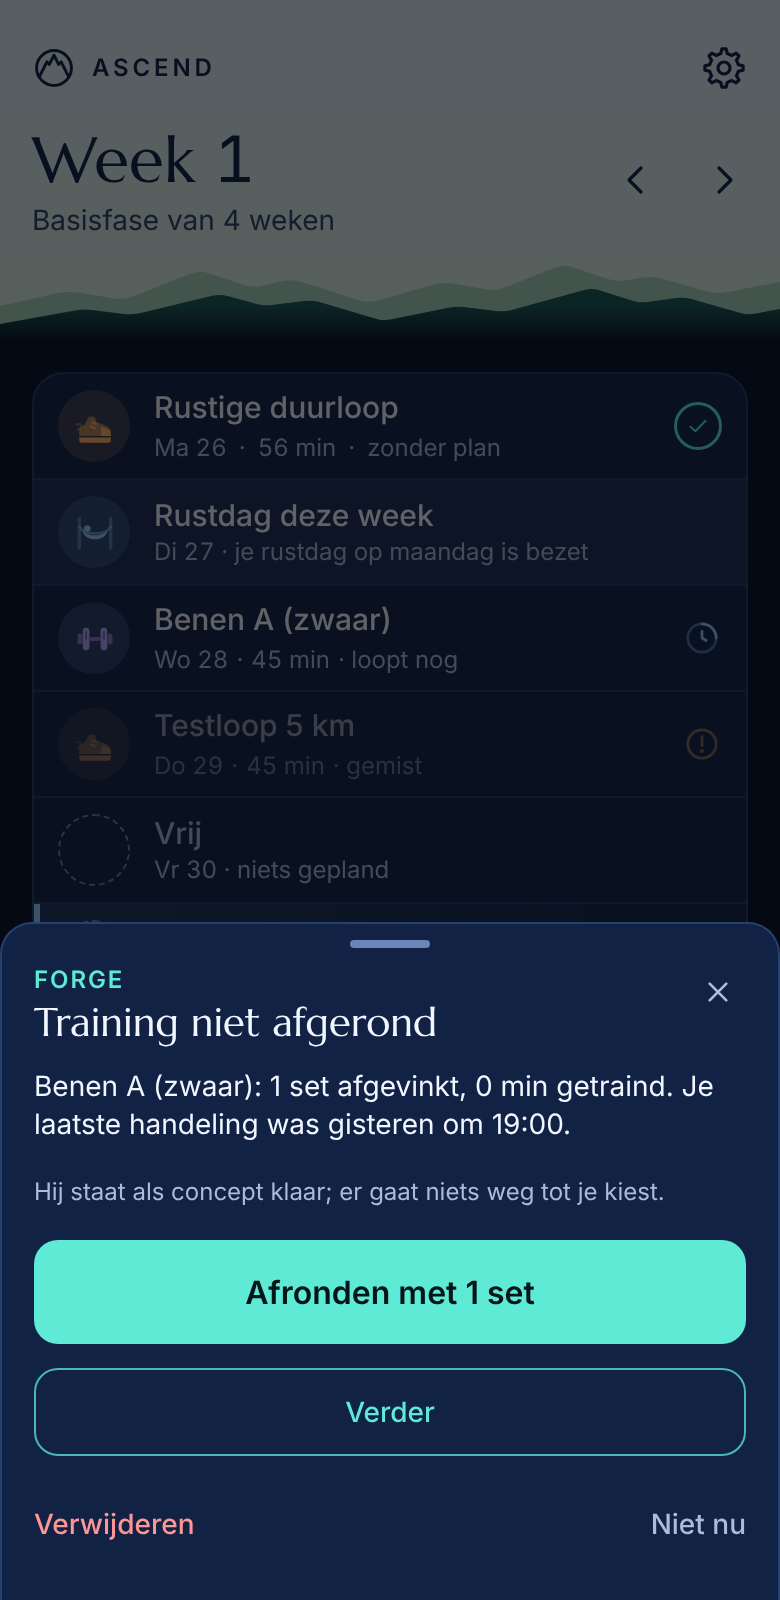 ASCEND
Week 1
Basisfase van 4 weken
Rustige duurloop
Ma 26 · 56 min · zonder plan
Rustdag deze week
Di 27 · je rustdag op maandag is bezet
Benen A (zwaar)
Wo 28 · 45 min · loopt nog
Testloop 5 km
Do 29 · 45 min · gemist
Vrij
Vr 30 · niets gepland
FORGE
Training niet afgerond
Benen A (zwaar): 1 set afgevinkt, 0 min getraind. Je
laatste handeling was gisteren om 19:00.
Hij staat als concept klaar; er gaat niets weg tot je kiest.
Afronden met 1 set
Verder
Verwijderen
Niet nu